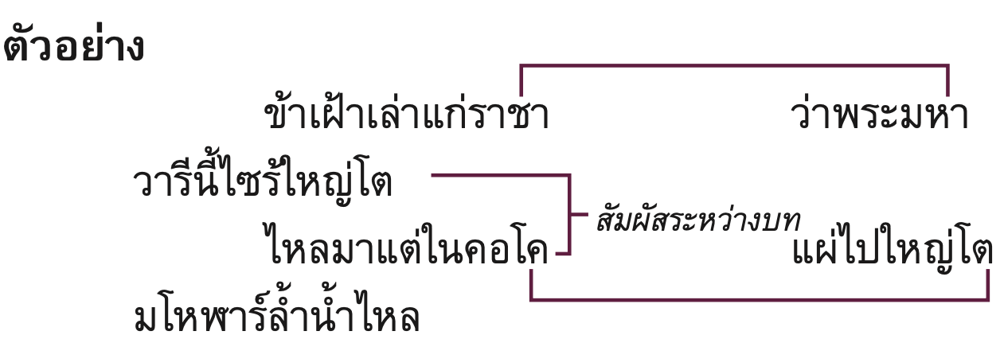 ตัวอย่าง
ข้าเฝ้าเล่าแก่ราชา ว่าพระมหา
วารีนี้ไซร้ใหญ่โต
สัมผัสระหว่างบท
ไหลมาแต่ในคอโค แผ่ไปใหญ่โต
มโหฬาร์ล้ำน้ำไหล